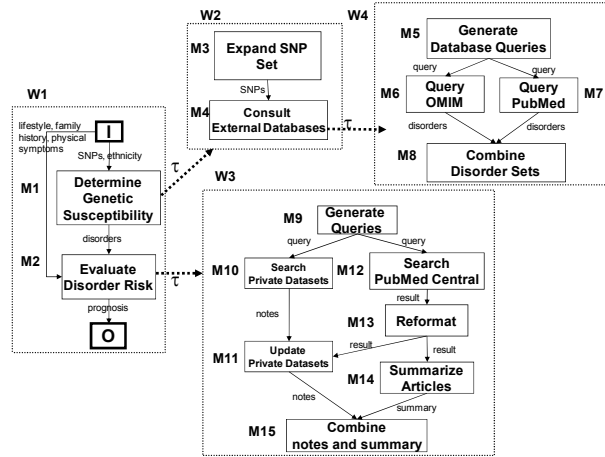 W1
lifestyle, family
history, physical
symptoms
I
SNPs, ethnicity
M1
Determine
Genetic
Susceptibility
τ
disorders
M2
Evaluate
Disorder Risk
τ
prognosis
O
W2
M3
Expand SNP
Set
SNPs
M4
Consult
External Databases
τ
W4
M5
Generate
Database Queries
query
query
M6
Query
OMIM
Query
PubMed
M7
disorders
disorders
M8
Combine
Disorder Sets
W3
M9
Generate
Queries
query
query
M10
Search
Private Datasets
M12
Search
PubMed Central
notes
result
M13
Reformat
result
result
M11
Update
Private Datasets
M14
Summarize
Articles
notes
summary
M15
Combine
notes and summary